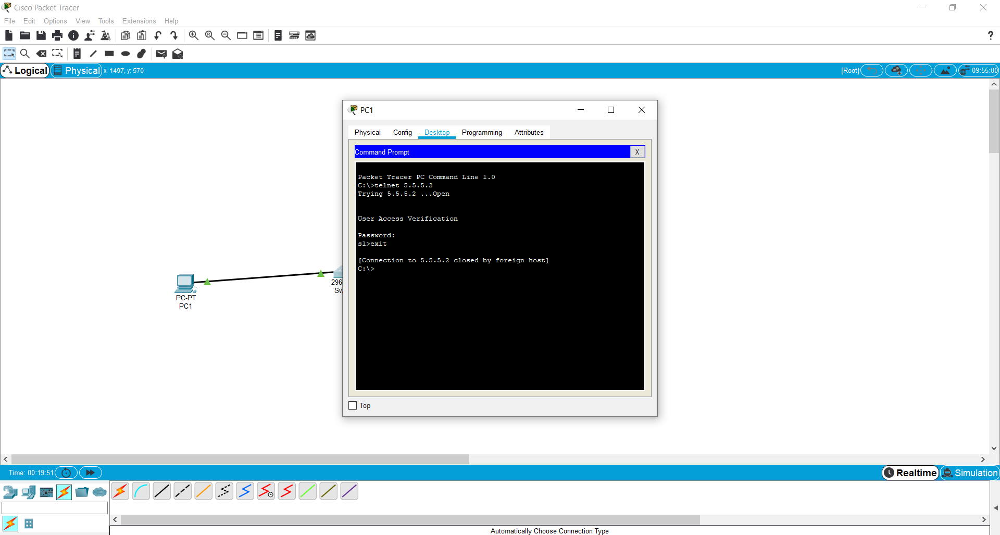 Cisco Packet Tracer
File Edit Options View Tools Extensions Help
?
Logical Physical x: 1497, y: 570 [Root] 09:55:00
PC1
Physical Config Desktop Programming Attributes
Command Prompt X
Packet Tracer PC Command Line 1.0
C:\>telnet 5.5.5.2
Trying 5.5.5.2 ...Open
User Access Verification
Password:
s1>exit
[Connection to 5.5.5.2 closed by foreign host]
C:\>
296
Sw
PC-PT
PC1
Top
Time: 00:19:51 Realtime Simulation
Automatically Choose Connection Type